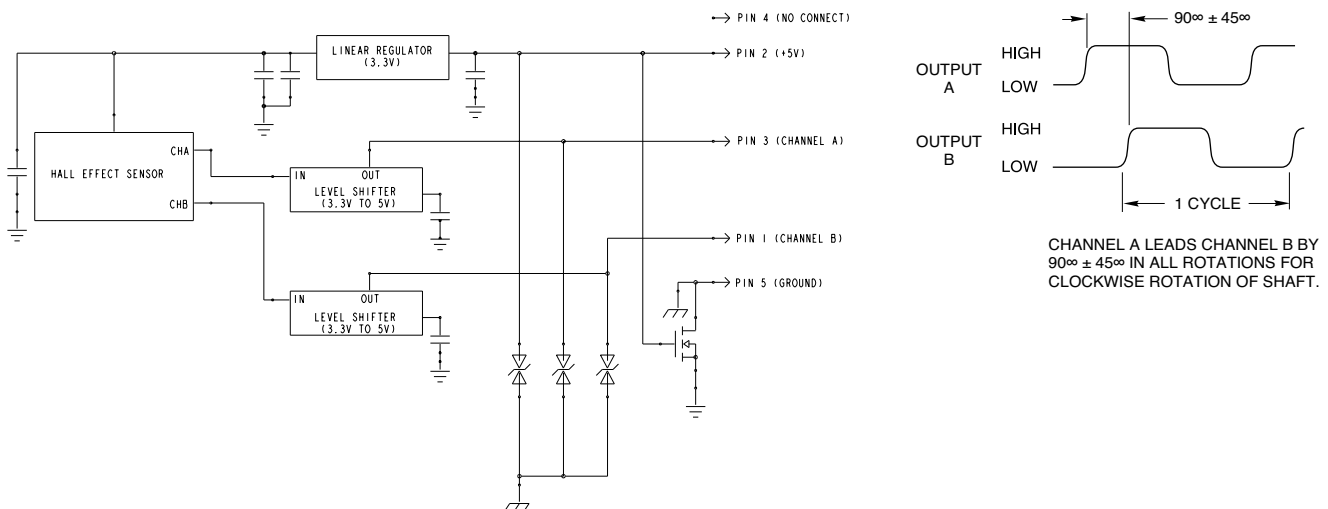 PIN 4 (NO CONNECT)
LINEAR REGULATOR
(3.3V)
PIN 2 (+5V)
HALL EFFECT SENSOR
CHA
CHB
IN
OUT
LEVEL SHIFTER
(3.3V TO 5V)
PIN 3 (CHANNEL A)
PIN 1 (CHANNEL B)
IN
OUT
LEVEL SHIFTER
(3.3V TO 5V)
PIN 5 (GROUND)
90∞ ± 45∞
OUTPUT
A
HIGH
LOW
OUTPUT
B
HIGH
LOW
1 CYCLE
CHANNEL A LEADS CHANNEL B BY
90∞ ± 45∞ IN ALL ROTATIONS FOR
CLOCKWISE ROTATION OF SHAFT.